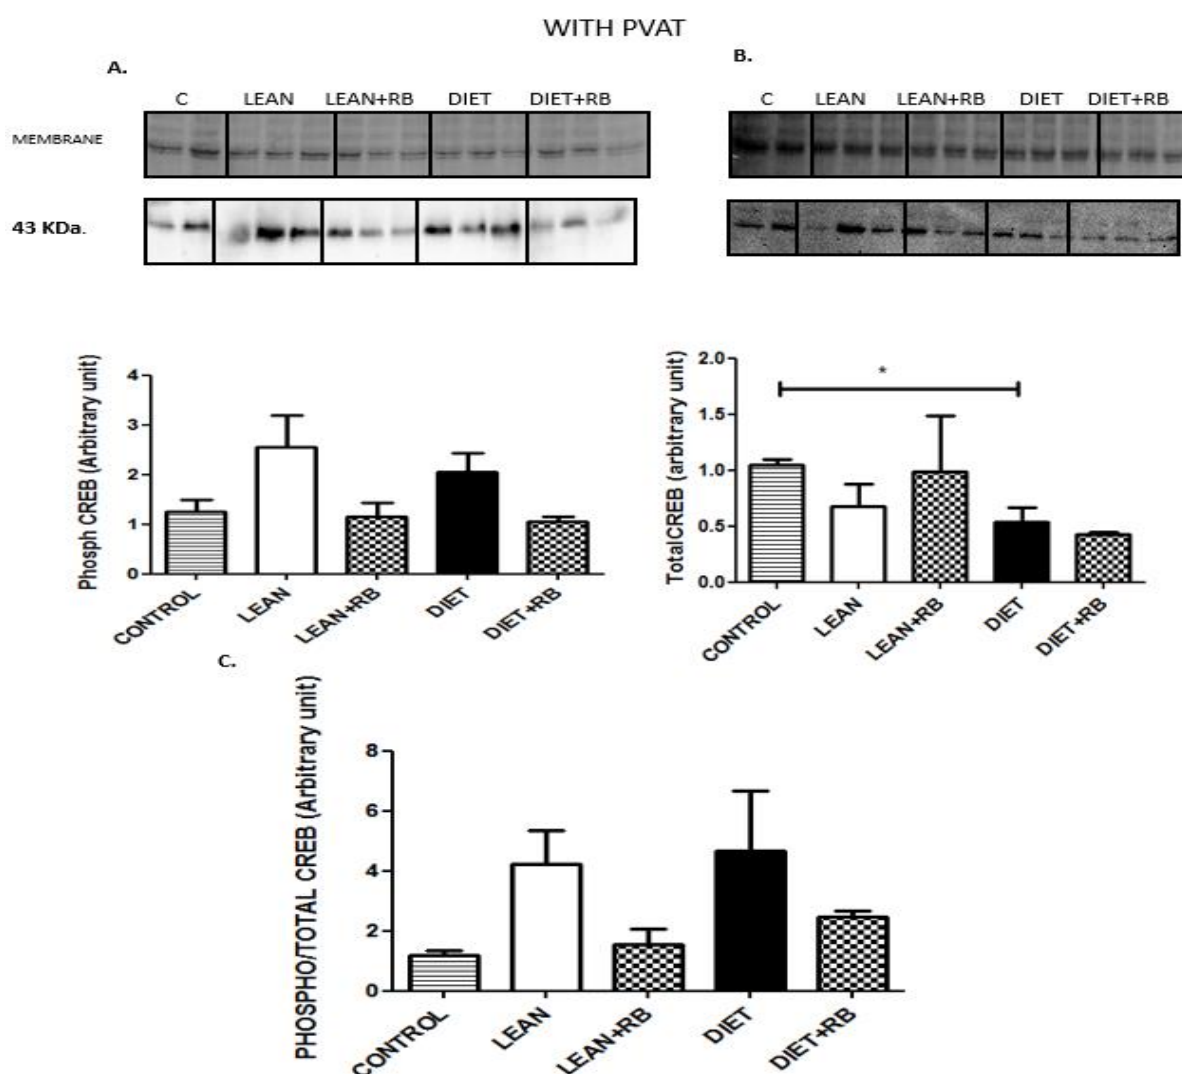 WITH PVAT
A.
C LEAN LEAN+RB DIET DIET+RB
MEMBRANE
43 KDa.
B.
C LEAN LEAN+RB DIET DIET+RB
Phosph CREB (Arbitrary unit)
4
3
2
1
0
CONTROL
LEAN
LEAN+RB
DIET
DIET+RB
TotalCREB (arbitrary unit)
2.0
1.5
1.0
0.5
0.0
*
CONTROL
LEAN
LEAN+RB
DIET
DIET+RB
C.
PHOSPHO/TOTAL CREB (Arbitrary unit)
8
6
4
2
0
CONTROL
LEAN
LEAN+RB
DIET
DIET+RB